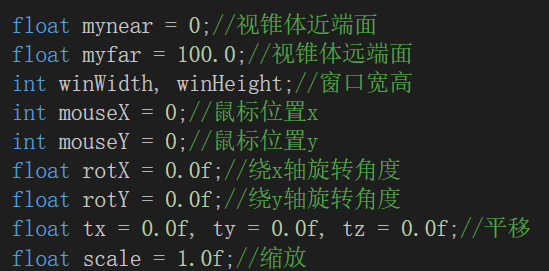 float mynear = 0;//视锥体近端面
float myfar = 100.0;//视锥体远端面
int winWidth, winHeight;//窗口宽高
int mouseX = 0;//鼠标位置x
int mouseY = 0;//鼠标位置y
float rotX = 0.0f;//绕x轴旋转角度
float rotY = 0.0f;//绕y轴旋转角度
float tx = 0.0f, ty = 0.0f, tz = 0.0f;//平移
float scale = 1.0f;//缩放